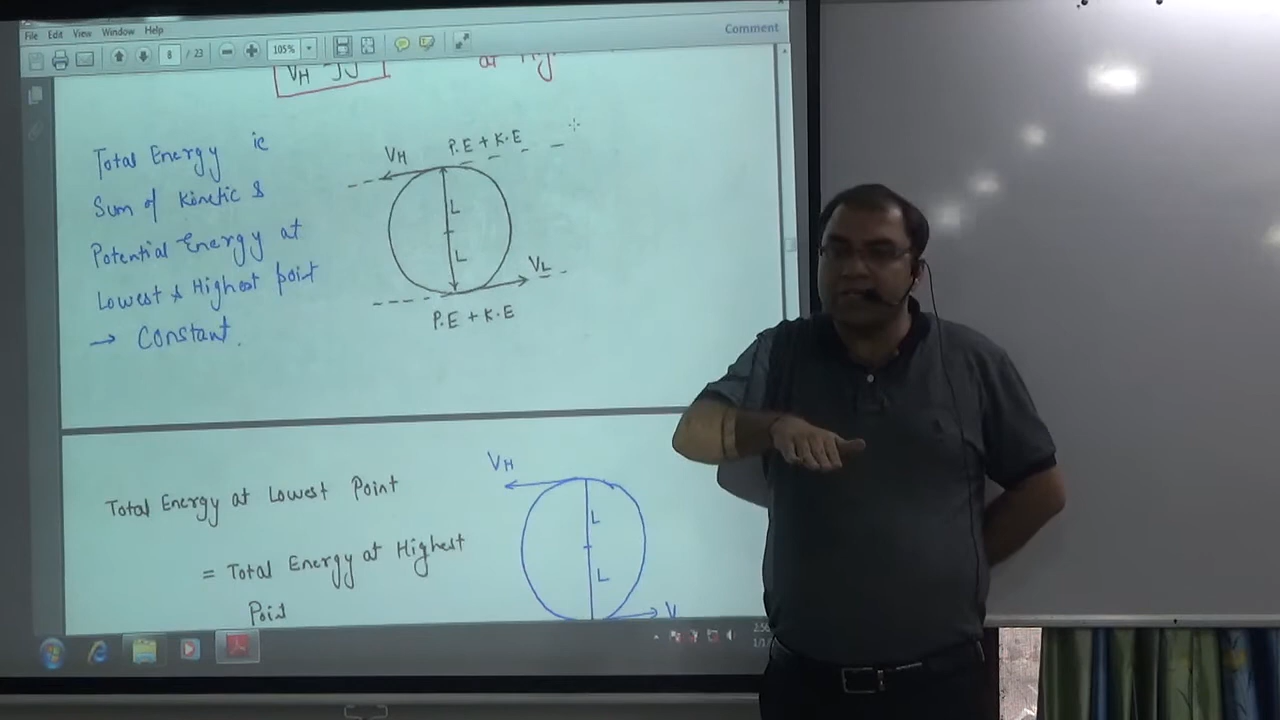 File Edit View Window Help
8 / 23 105% Comment
VH
Total Energy ie
Sum of Kinetic &
Potential Energy at
Lowest & Highest point
→ Constant.
VH P.E + K.E
L
L
VL
P.E + K.E
Total Energy at Lowest Point
= Total Energy at Highest
Point
VH
L
L
V